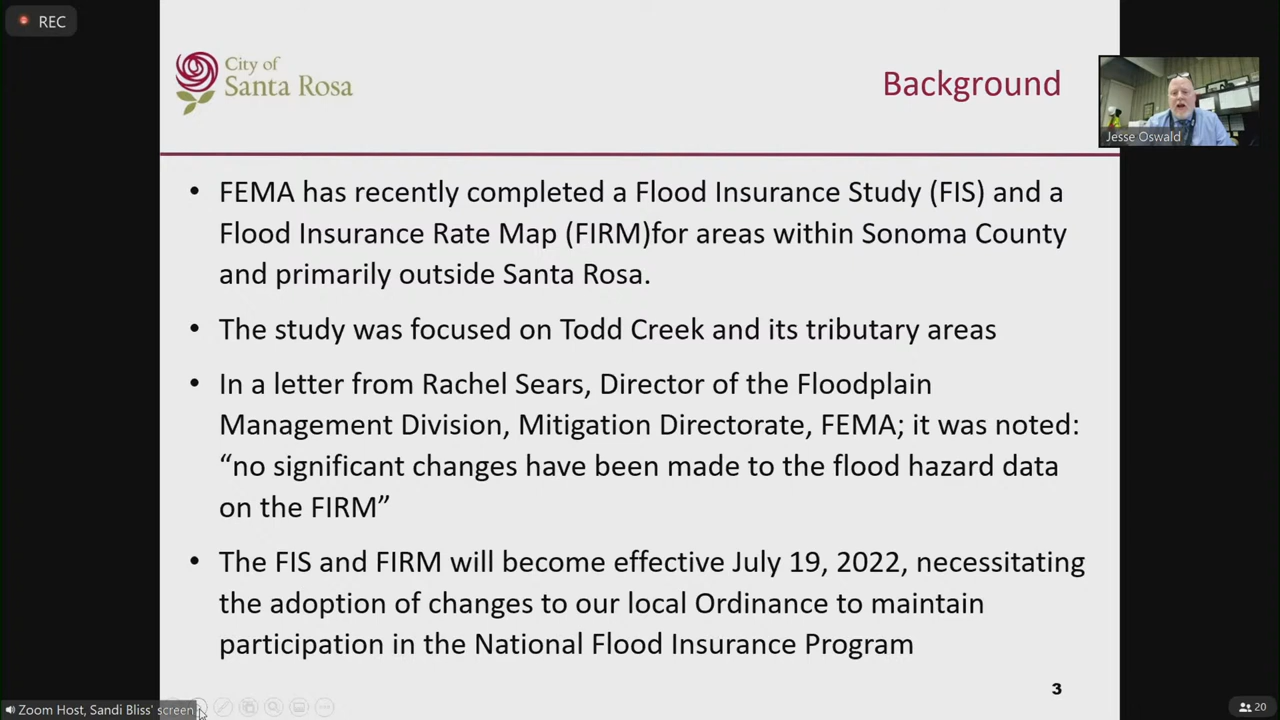 REC
City of
Santa Rosa
Background
Jesse Oswald
• FEMA has recently completed a Flood Insurance Study (FIS) and a
Flood Insurance Rate Map (FIRM)for areas within Sonoma County
and primarily outside Santa Rosa.
• The study was focused on Todd Creek and its tributary areas
• In a letter from Rachel Sears, Director of the Floodplain
Management Division, Mitigation Directorate, FEMA; it was noted:
“no significant changes have been made to the flood hazard data
on the FIRM”
• The FIS and FIRM will become effective July 19, 2022, necessitating
the adoption of changes to our local Ordinance to maintain
participation in the National Flood Insurance Program
3
Zoom Host, Sandi Bliss' screen
20